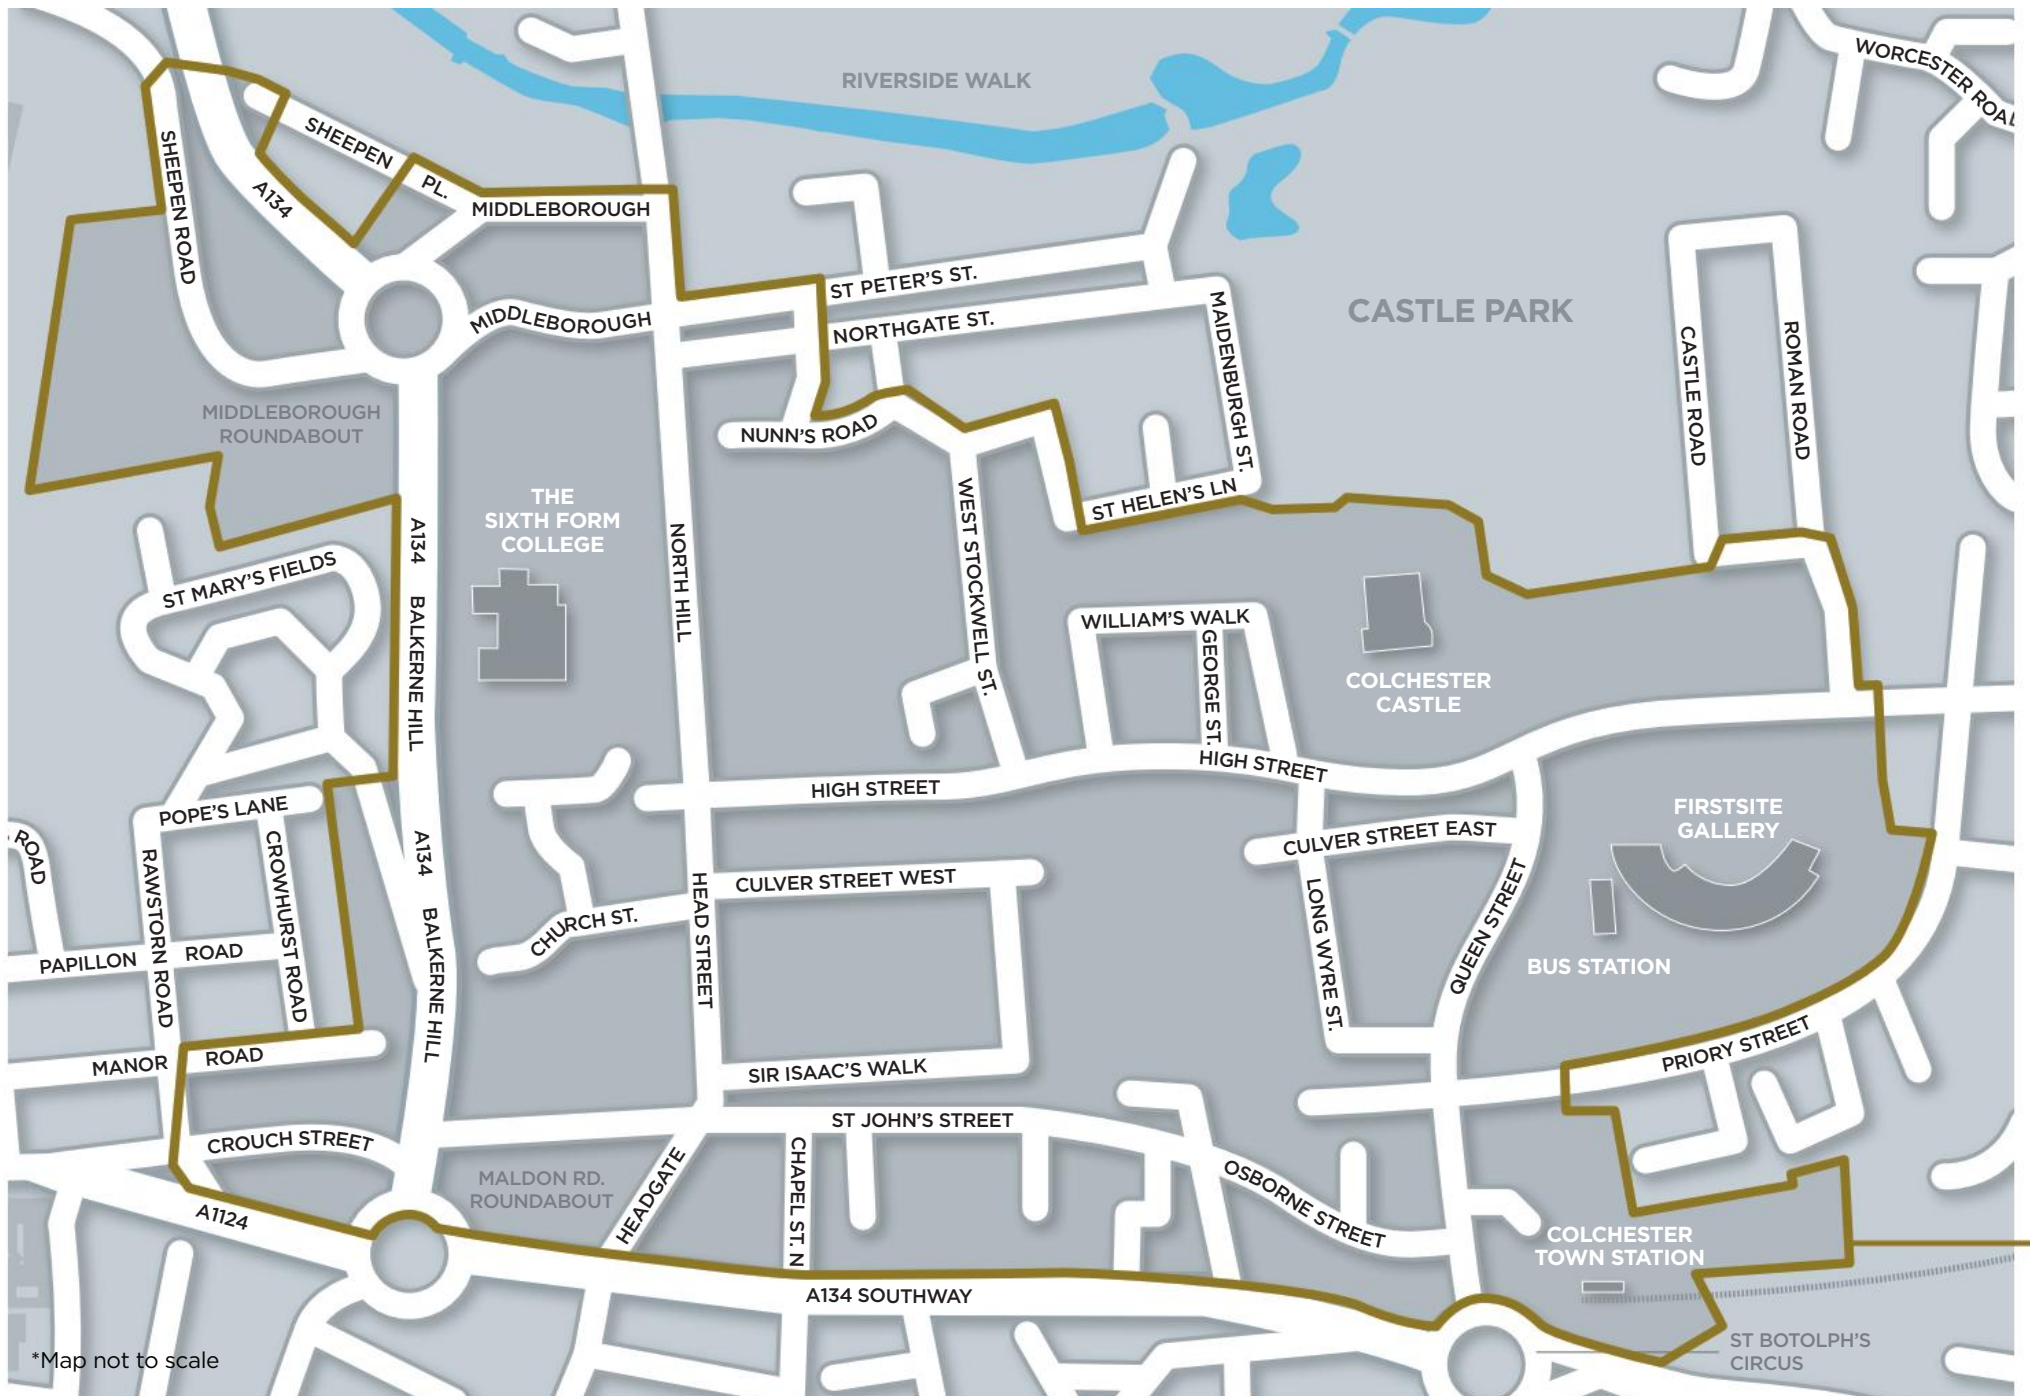 RIVERSIDE WALK
WORCESTER ROAD
SHEEPEN
PL.
SHEEPEN ROAD
A134
MIDDLEBOROUGH
MIDDLEBOROUGH
ST PETER'S ST.
NORTHGATE ST.
MAIDENBURGH ST.
CASTLE PARK
CASTLE ROAD
ROMAN ROAD
MIDDLEBOROUGH
ROUNDABOUT
NUNN'S ROAD
ST HELEN'S LN
THE
SIXTH FORM
COLLEGE
A134
BALKERNE HILL
NORTH HILL
WEST STOCKWELL ST.
ST MARY'S FIELDS
WILLIAM'S WALK
GEORGE ST.
COLCHESTER
CASTLE
HIGH STREET
HIGH STREET
POPE'S LANE
ROAD
RAWSTORN ROAD
CROWHURST ROAD
A134
BALKERNE HILL
CULVER STREET EAST
FIRSTSITE
GALLERY
CULVER STREET WEST
HEAD STREET
CHURCH ST.
LONG WYRE ST.
QUEEN STREET
PAPILLON
ROAD
BUS STATION
MANOR
ROAD
SIR ISAAC'S WALK
PRIORY STREET
CROUCH STREET
ST JOHN'S STREET
MALDON RD.
ROUNDABOUT
HEADGATE
CHAPEL ST. N
OSBORNE STREET
A1124
COLCHESTER
TOWN STATION
A134 SOUTHWAY
ST BOTOLPH'S
CIRCUS
*Map not to scale